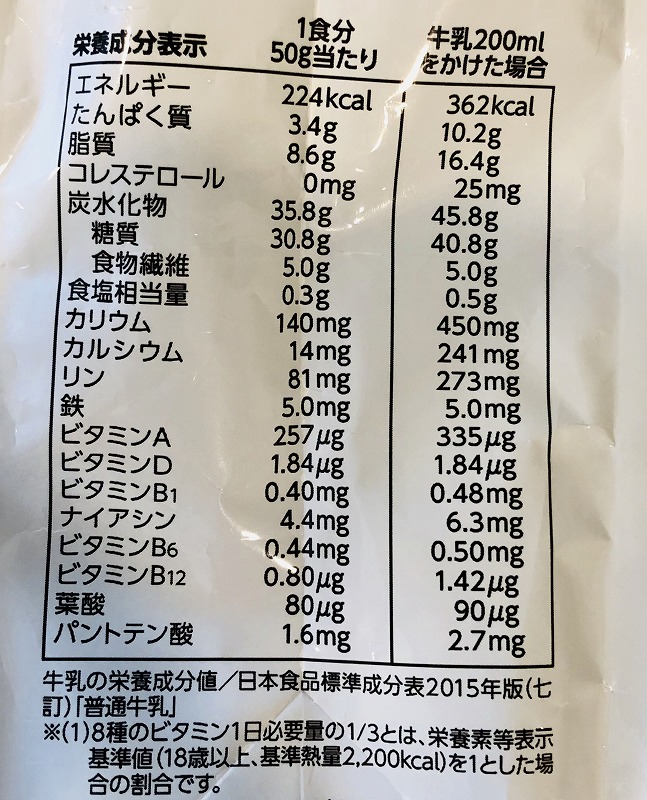 栄養成分表示 1食分 50g当たり 牛乳200ml をかけた場合
エネルギー 224kcal 362kcal
たんぱく質 3.4g 10.2g
脂質 8.6g 16.4g
コレステロール 0mg 25mg
炭水化物 35.8g 45.8g
糖質 30.8g 40.8g
食物繊維 5.0g 5.0g
食塩相当量 0.3g 0.5g
カリウム 140mg 450mg
カルシウム 14mg 241mg
リン 81mg 273mg
鉄 5.0mg 5.0mg
ビタミンA 257μg 335μg
ビタミンD 1.84μg 1.84μg
ビタミンB1 0.40mg 0.48mg
ナイアシン 4.4mg 6.3mg
ビタミンB6 0.44mg 0.50mg
ビタミンB12 0.80μg 1.42μg
葉酸 80μg 90μg
パントテン酸 1.6mg 2.7mg
牛乳の栄養成分値/日本食品標準成分表2015年版(七
訂)「普通牛乳」
※(1)8種のビタミン1日必要量の1/3とは、栄養素等表示
基準値(18歳以上、基準熱量2,200kcal)を1とした場
合の割合です。